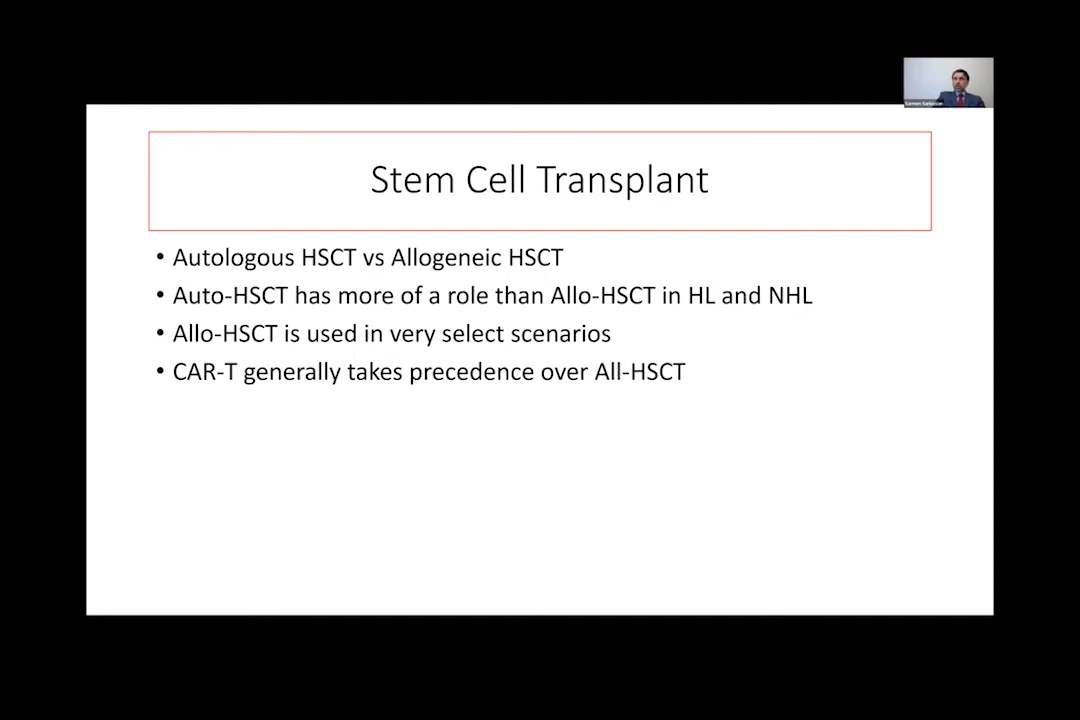 Stem Cell Transplant
• Autologous HSCT vs Allogeneic HSCT
• Auto-HSCT has more of a role than Allo-HSCT in HL and NHL
• Allo-HSCT is used in very select scenarios
• CAR-T generally takes precedence over All-HSCT